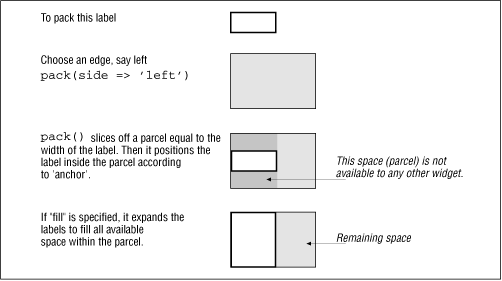 To pack this label
Choose an edge, say left
pack(side => 'left')
pack() slices off a parcel equal to the
width of the label. Then it positions the
label inside the parcel according
to 'anchor'.
This space (parcel) is not
available to any other widget.
If "fill" is specified, it expands the
labels to fill all available
space within the parcel.
Remaining space